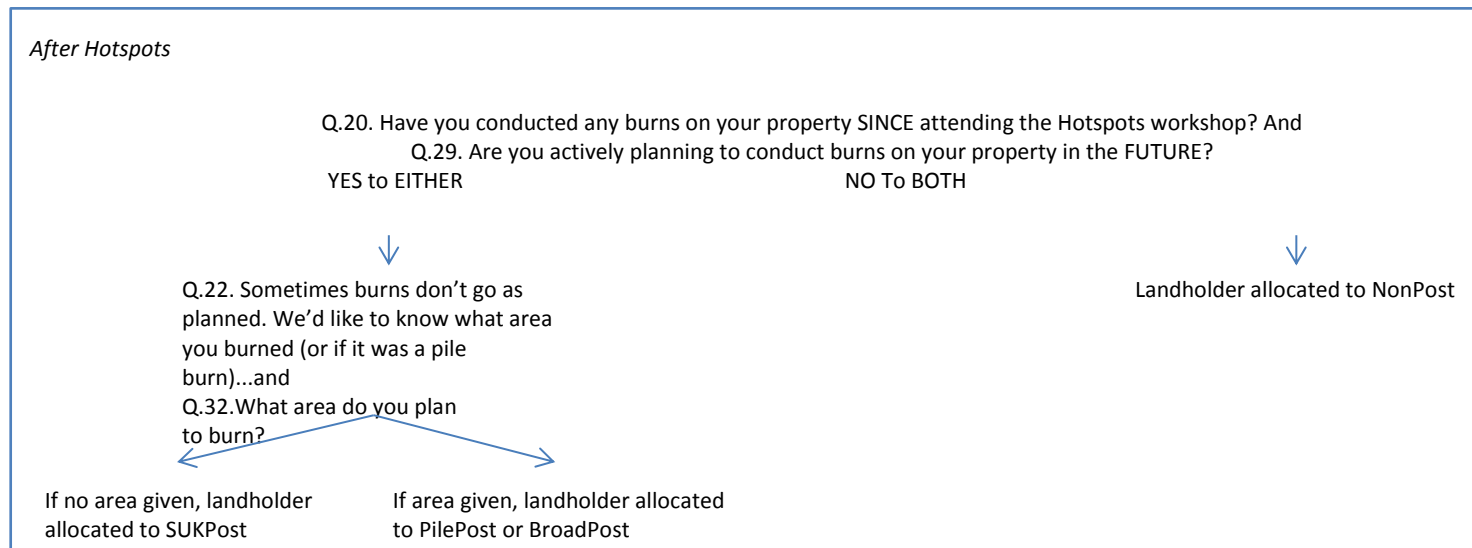 After Hotspots
Q.20. Have you conducted any burns on your property SINCE attending the Hotspots workshop? And
Q.29. Are you actively planning to conduct burns on your property in the FUTURE?
YES to EITHER
NO To BOTH
Q.22. Sometimes burns don’t go as
planned. We’d like to know what area
you burned (or if it was a pile
burn)...and
Q.32.What area do you plan
to burn?
Landholder allocated to NonPost
If no area given, landholder
allocated to SUKPost
If area given, landholder allocated
to PilePost or BroadPost